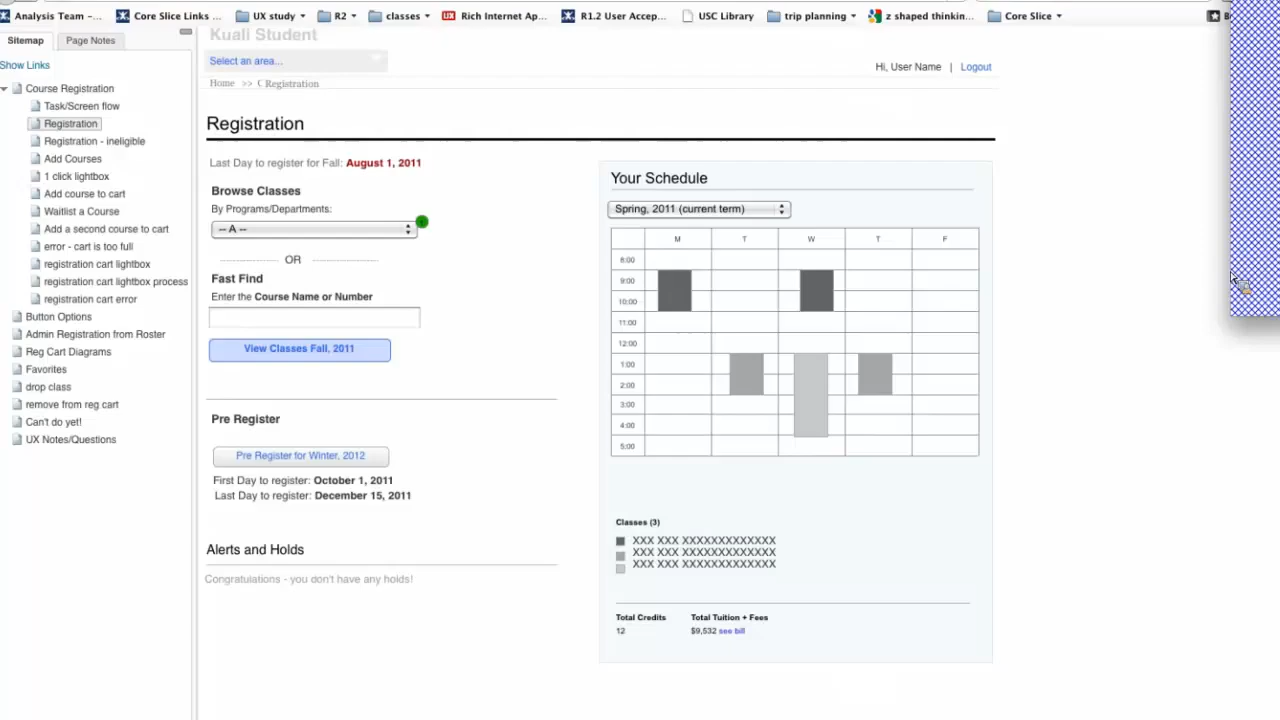 Analysis Team -... Core Slice Links ... UX study R2 classes Rich Internet Ap... R1.2 User Accep... USC Library trip planning z shaped thinkin... Core Slice
Sitemap Page Notes
Show Links
Course Registration
Task/Screen flow
Registration
Registration - ineligible
Add Courses
1 click lightbox
Add course to cart
Waitlist a Course
Add a second course to cart
error - cart is too full
registration cart lightbox
registration cart lightbox process
registration cart error
Button Options
Admin Registration from Roster
Reg Cart Diagrams
Favorites
drop class
remove from reg cart
Can't do yet!
UX Notes/Questions
Kuali Student
Select an area...
Hi, User Name | Logout
Home >> ( Registration
Registration
Last Day to register for Fall: August 1, 2011
Browse Classes
By Programs/Departments:
-- A --
OR
Fast Find
Enter the Course Name or Number
View Classes Fall, 2011
Pre Register
Pre Register for Winter, 2012
First Day to register: October 1, 2011
Last Day to register: December 15, 2011
Alerts and Holds
Congratulations - you don't have any holds!
Your Schedule
Spring, 2011 (current term)
M T W T F
8:00
9:00
10:00
11:00
12:00
1:00
2:00
3:00
4:00
5:00
Classes (3)
XXX XXX XXXXXXXXXXXXX
XXX XXX XXXXXXXXXXXXX
XXX XXX XXXXXXXXXXXXX
Total Credits Total Tuition + Fees
12 $9,532 see bill